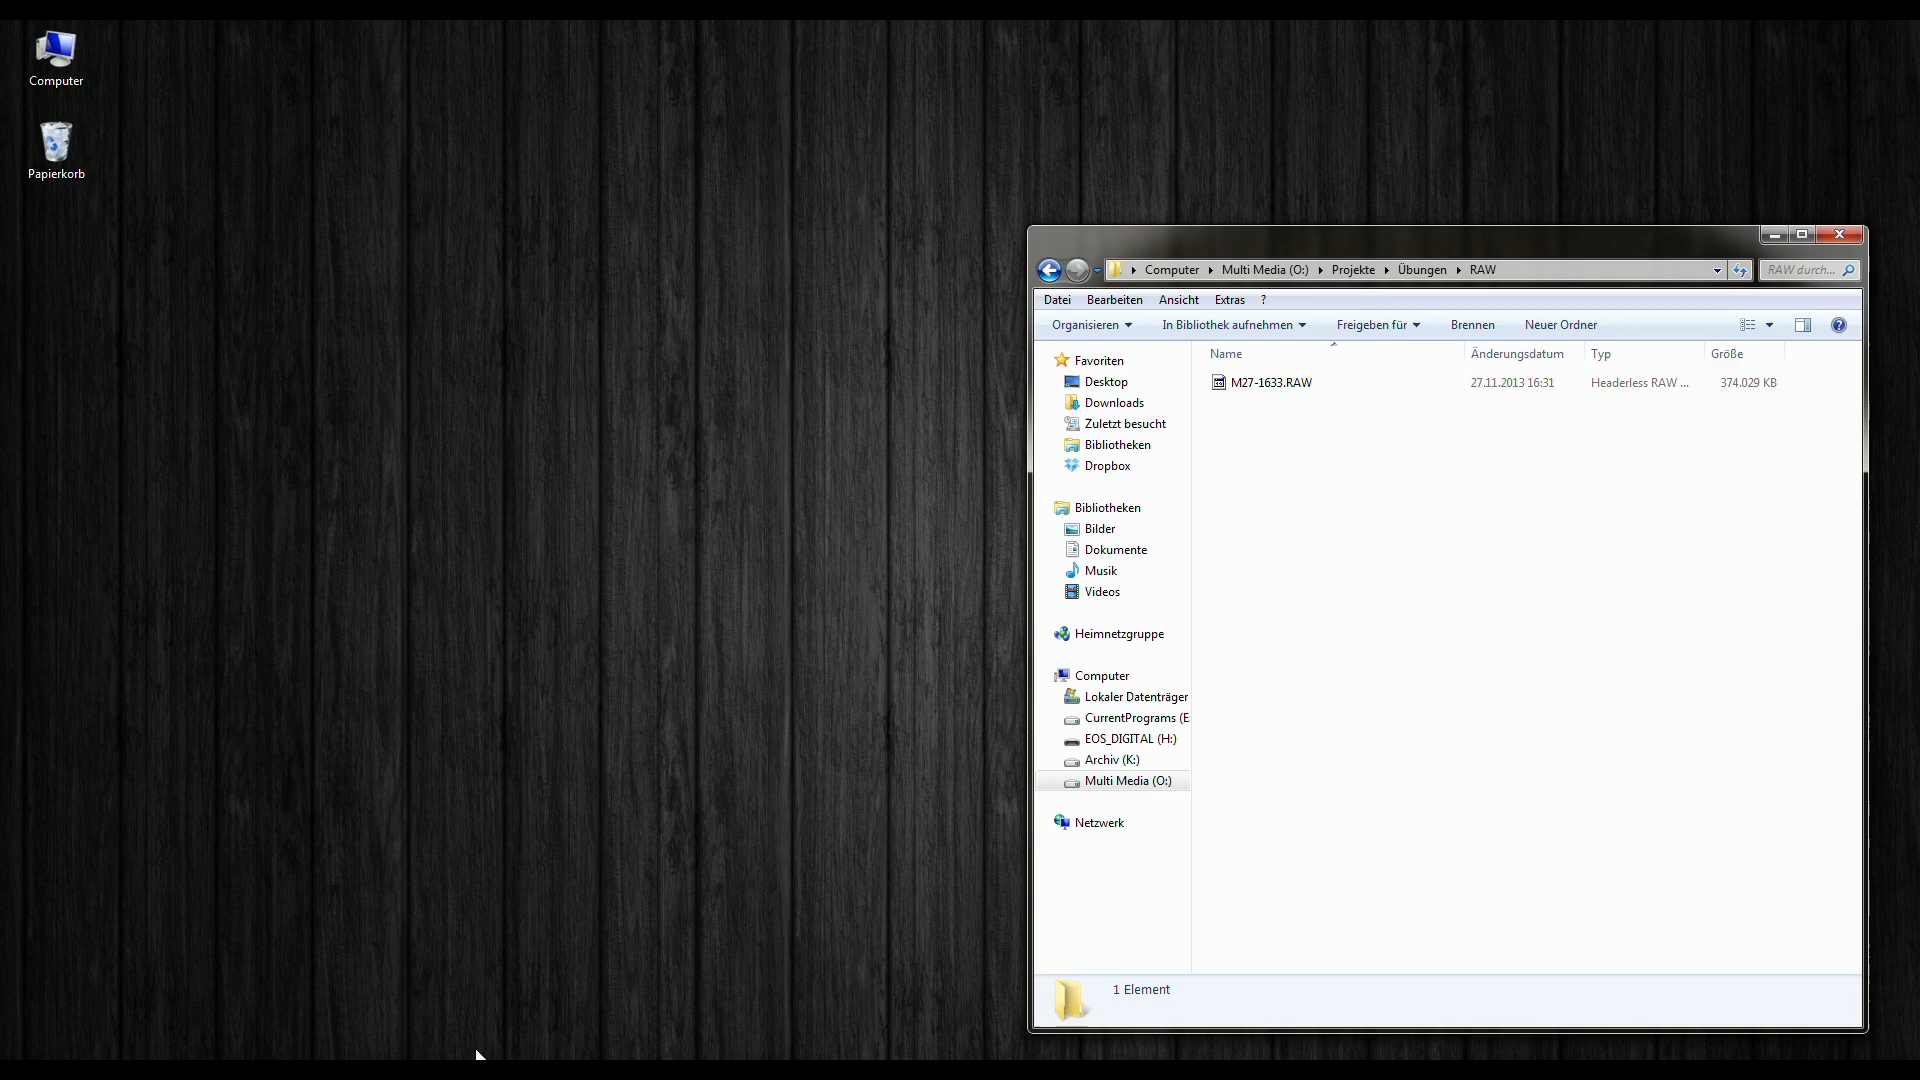 Computer
Papierkorb
Computer Multi Media (O:) Projekte Übungen RAW
RAW durch...
Datei Bearbeiten Ansicht Extras ?
Organisieren In Bibliothek aufnehmen Freigeben für Brennen Neuer Ordner
Name Änderungsdatum Typ Größe
M27-1633.RAW 27.11.2013 16:31 Headerless RAW ... 374.029 KB
Favoriten
Desktop
Downloads
Zuletzt besucht
Bibliotheken
Dropbox
Bibliotheken
Bilder
Dokumente
Musik
Videos
Heimnetzgruppe
Computer
Lokaler Datenträger
CurrentPrograms (E
EOS_DIGITAL (H:)
Archiv (K:)
Multi Media (O:)
Netzwerk
1 Element